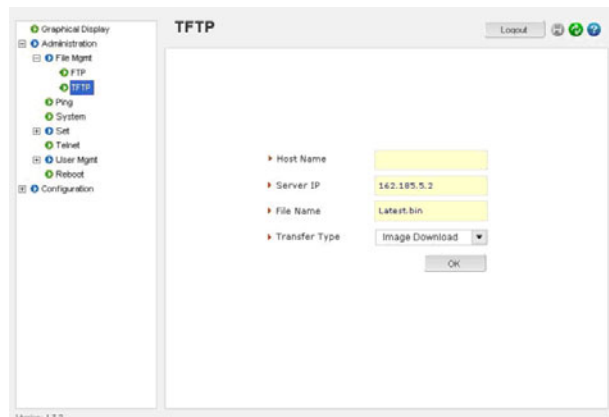 TFTP
Logout
Graphical Display
Administration
File Mgmt
FTP
TFTP
Ping
System
Set
Telnet
User Mgmt
Reboot
Configuration
Host Name
Server IP 162.185.5.2
File Name Latest.bin
Transfer Type Image Download
OK